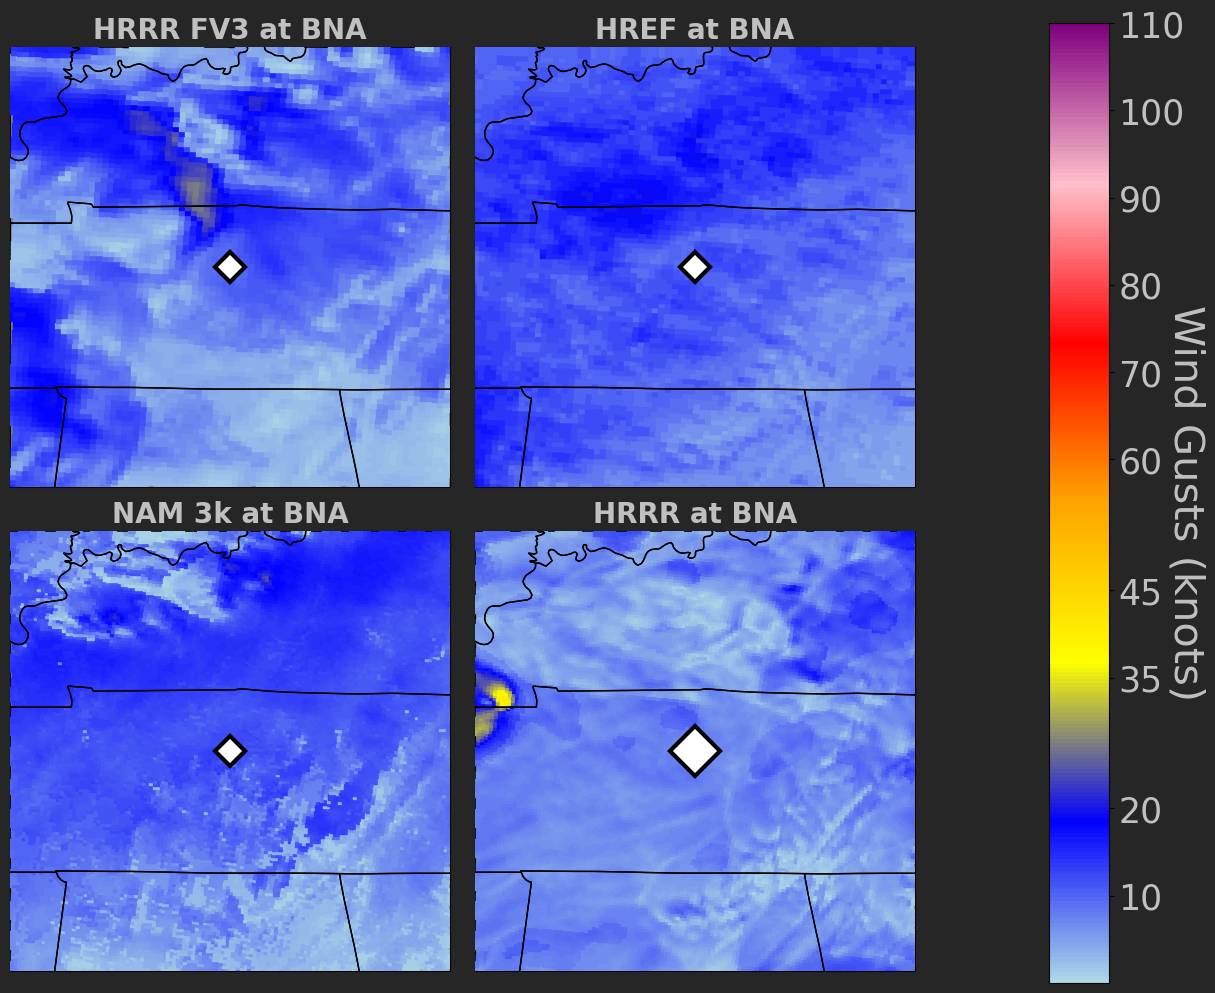 HRRR FV3 at BNA
HREF at BNA
NAM 3k at BNA
HRRR at BNA
110
100
90
80
70
60
45
35
20
10
Wind Gusts (knots)